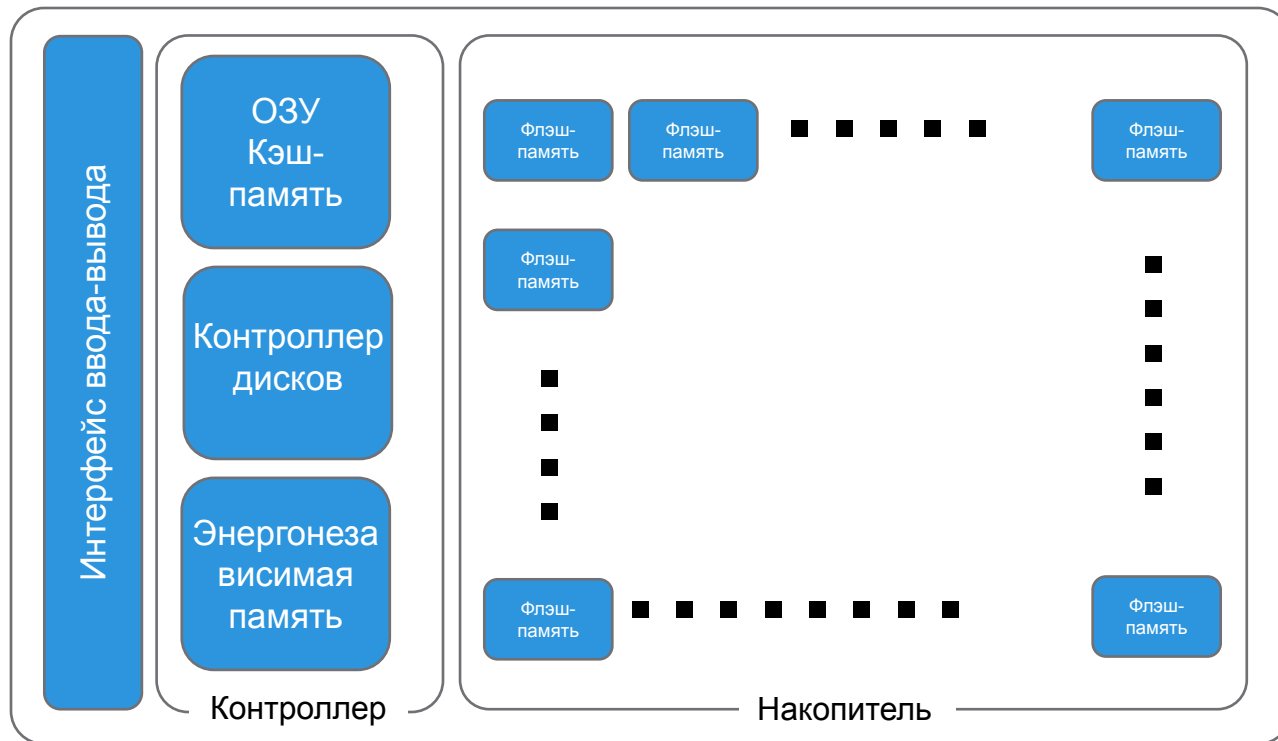 Интерфейс ввода-вывода
ОЗУ
Кэш-
память
Контроллер
дисков
Энергонеза
висимая
память
Контроллер
Флэш-
память
Флэш-
память
Флэш-
память
Флэш-
память
Флэш-
память
Флэш-
память
Накопитель